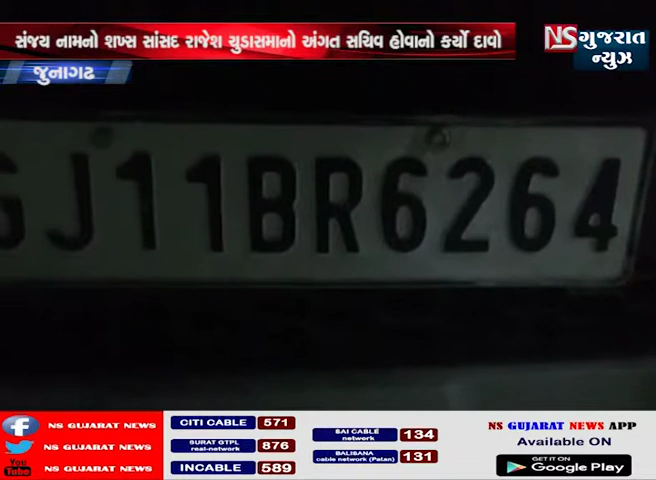 સંજય નામનો શખ્સ સાંસદ રાજેશ ચુડાસમાનો અંગત સચિવ હોવાનો કર્યો દાવો
NS ગુજરાત
ન્યુઝ
જુનાગઢ
GJ11BR6264
f NS GUJARAT NEWS
NS GUJARAT NEWS
You Tube NS GUJARAT NEWS
CITI CABLE 571
SURAT GTPL real-network 876
INCABLE 589
SAI CABLE network 134
BALISANA cable network (Patan) 131
NS GUJARAT NEWS APP
Available ON
GET IT ON
Google Play